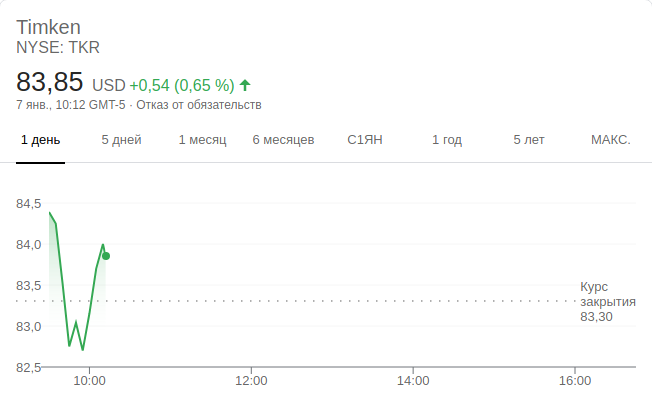 Timken
NYSE: TKR
83,85 USD +0,54 (0,65 %)
7 янв., 10:12 GMT-5 · Отказ от обязательств
1 день 5 дней 1 месяц 6 месяцев С1ЯН 1 год 5 лет МАКС.
84,5
84,0
83,5
83,0
82,5
Курс
закрытия
83,30
10:00 12:00 14:00 16:00